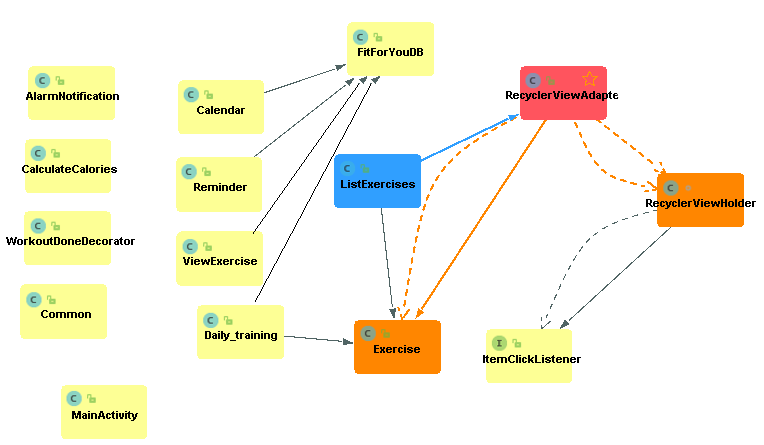 C
FitForYouDB
C
AlarmNotification
C
Calendar
C
RecyclerViewAdapte
C
CalculateCalories
C
Reminder
C
ListExercises
C
RecyclerViewHolder
C
WorkoutDoneDecorator
C
ViewExercise
C
Common
C
Daily_training
C
Exercise
I
ItemClickListener
C
MainActivity